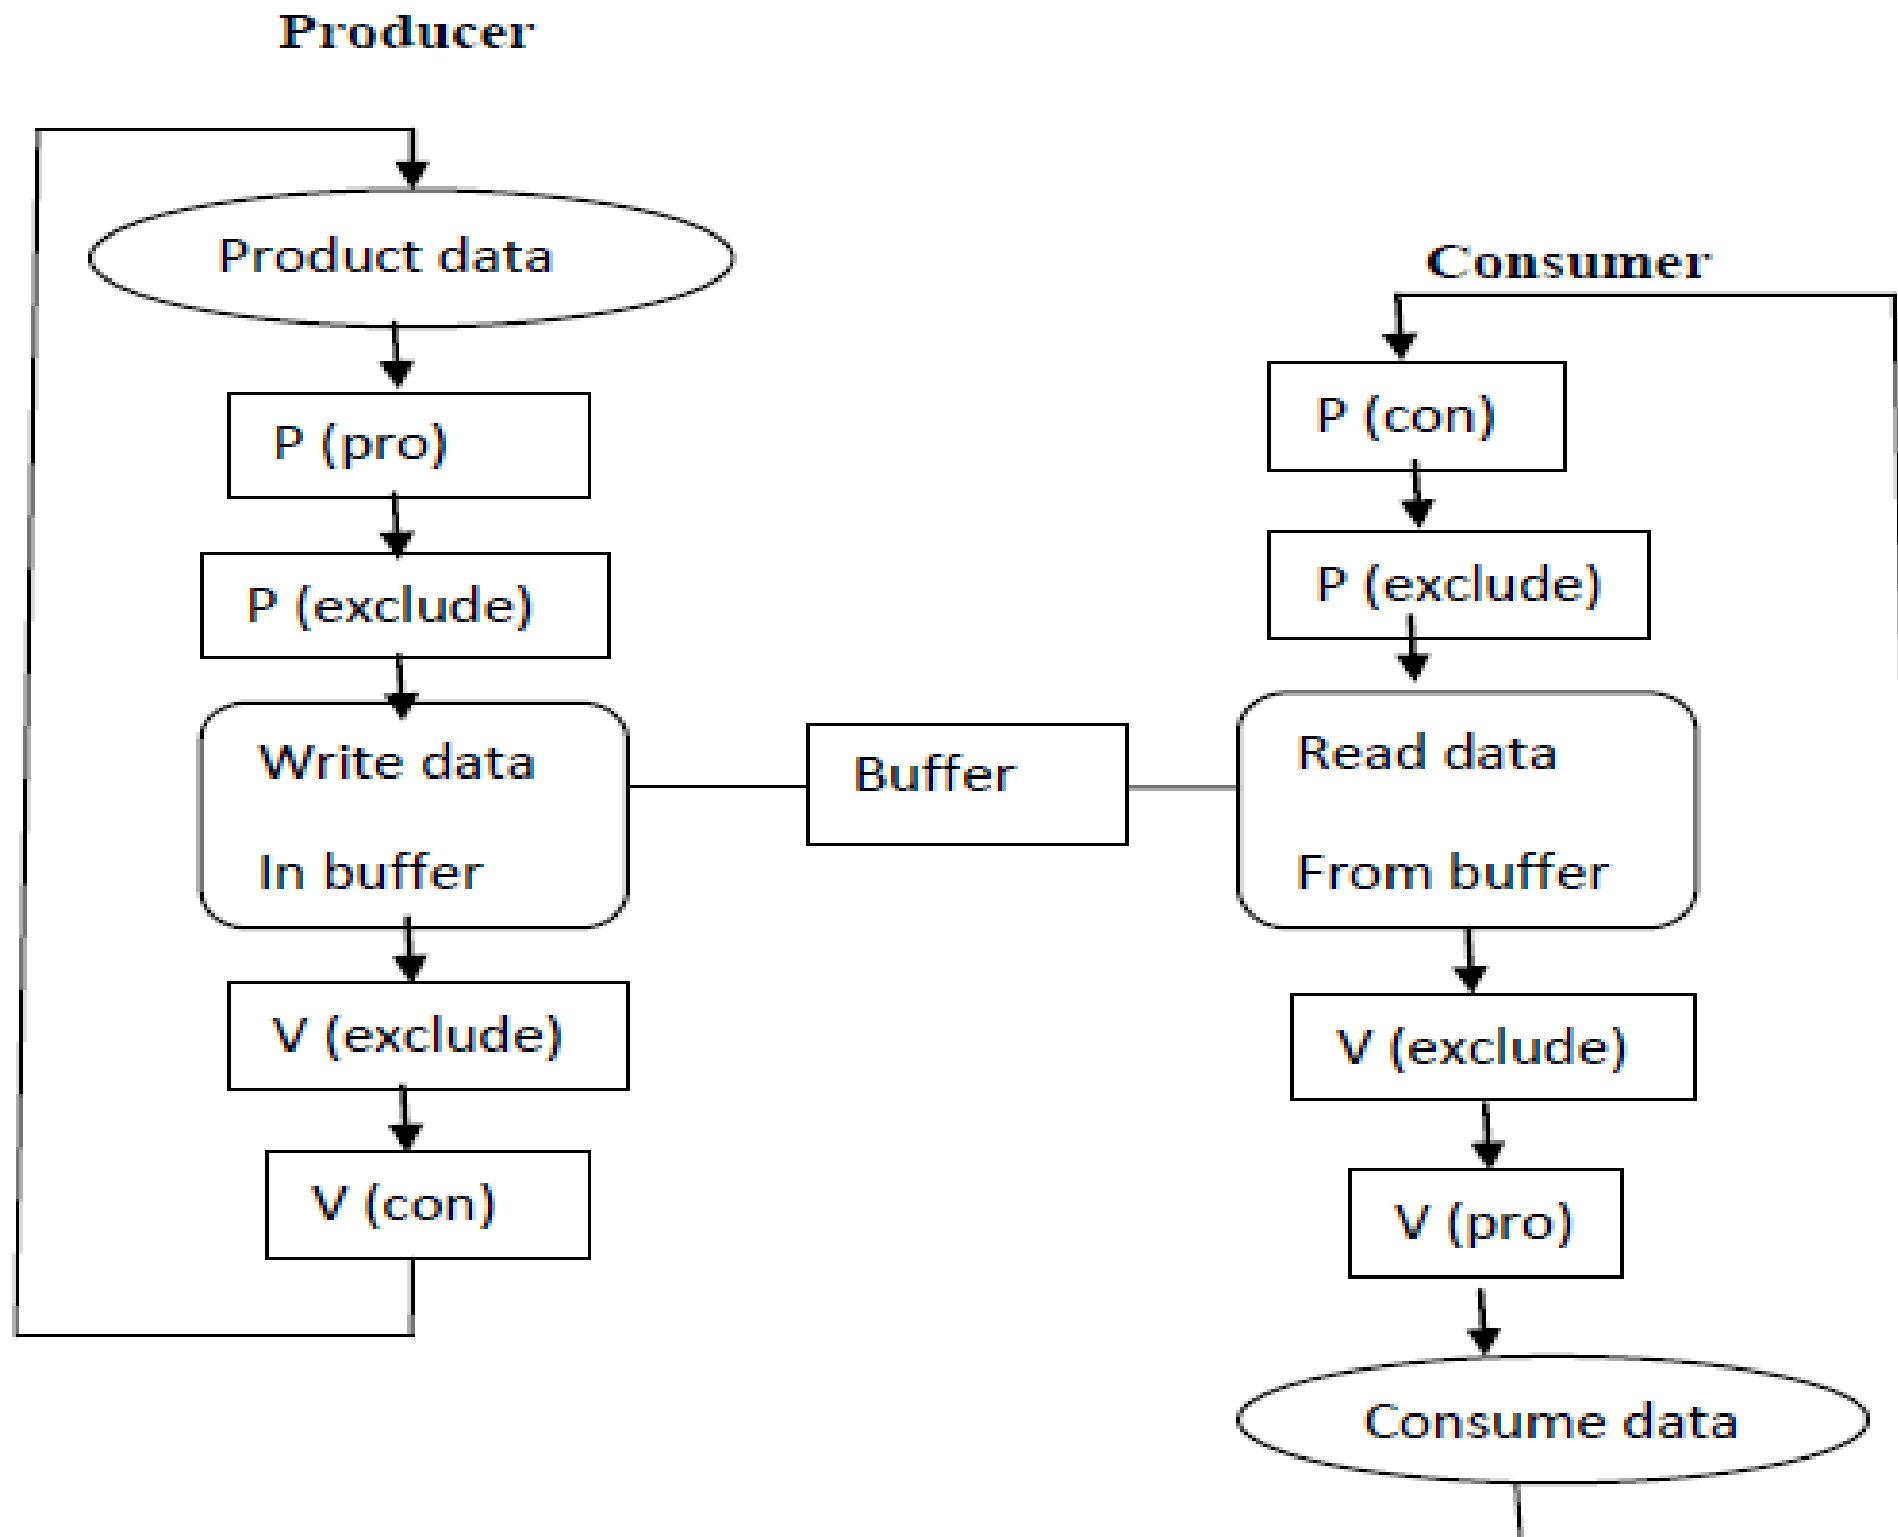 Producer
Product data
P (pro)
P (exclude)
Write data
In buffer
V (exclude)
V (con)
Buffer
Consumer
P (con)
P (exclude)
Read data
From buffer
V (exclude)
V (pro)
Consume data